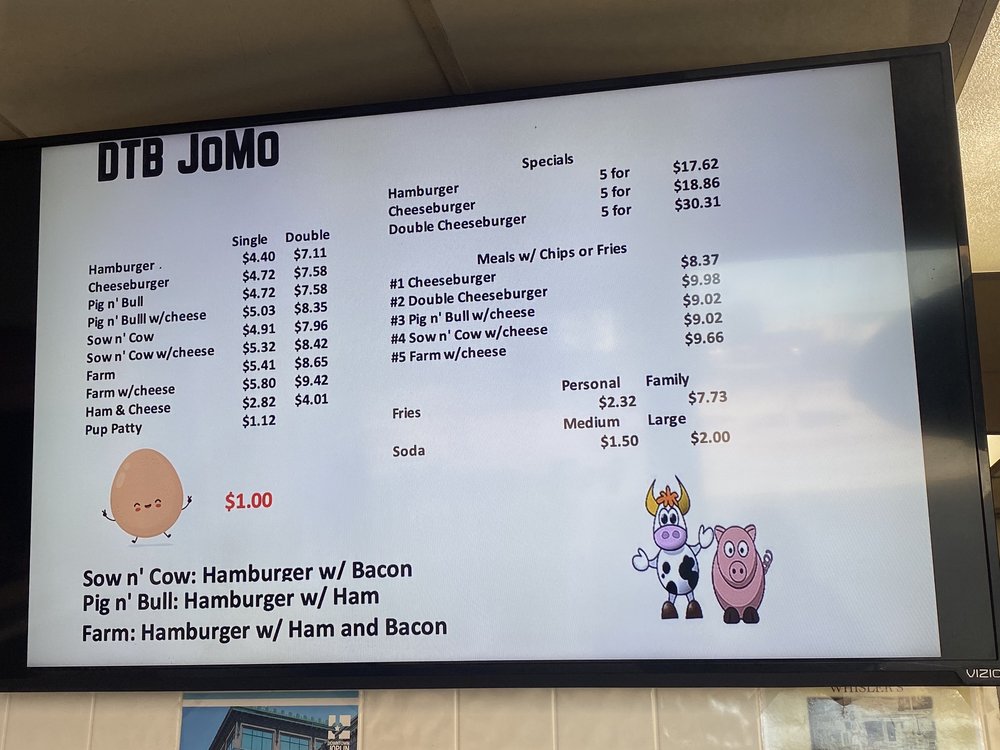 DTB JoMo
Single Double
Hamburger . $4.40 $7.11
Cheeseburger $4.72 $7.58
Pig n' Bull $4.72 $7.58
Pig n' Bulll w/cheese $5.03 $8.35
Sow n' Cow $4.91 $7.96
Sow n' Cow w/cheese $5.32 $8.42
Farm $5.41 $8.65
Farm w/cheese $5.80 $9.42
Ham & Cheese $2.82 $4.01
Pup Patty $1.12
$1.00
Sow n' Cow: Hamburger w/ Bacon
Pig n' Bull: Hamburger w/ Ham
Farm: Hamburger w/ Ham and Bacon
Specials
Hamburger 5 for $17.62
Cheeseburger 5 for $18.86
Double Cheeseburger 5 for $30.31
Meals w/ Chips or Fries
#1 Cheeseburger $8.37
#2 Double Cheeseburger $9.98
#3 Pig n' Bull w/cheese $9.02
#4 Sow n' Cow w/cheese $9.02
#5 Farm w/cheese $9.66
Personal Family
Fries $2.32 $7.73
Medium Large
Soda $1.50 $2.00
VIZIO
DOWNTOWN
JOPLIN
WHISLER'S